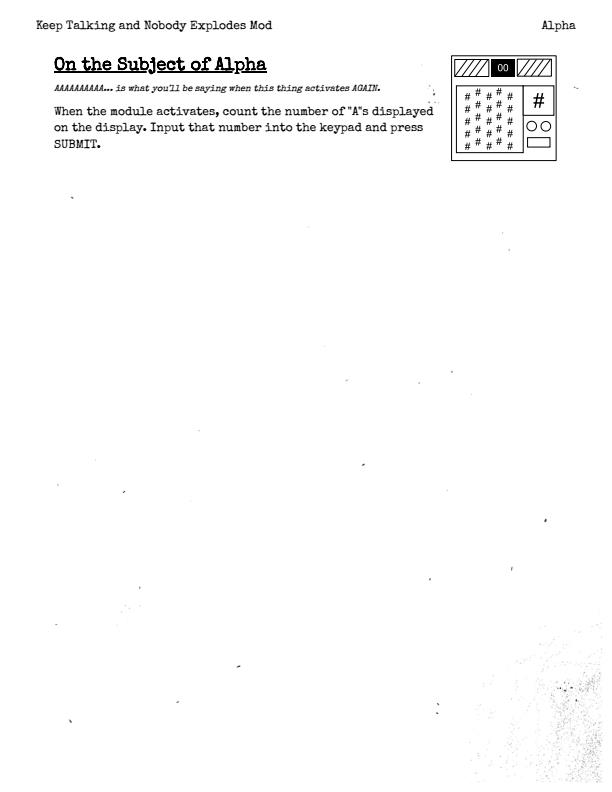 Keep Talking and Nobody Explodes Mod
Alpha
On the Subject of Alpha
AAAAAAAAAA... is what you'll be saying when this thing activates AGAIN.
When the module activates, count the number of "A"s displayed
on the display. Input that number into the keypad and press
SUBMIT.
00
# # # # #
# # # # #
# # # # #
# # # # #
# # # # #
#